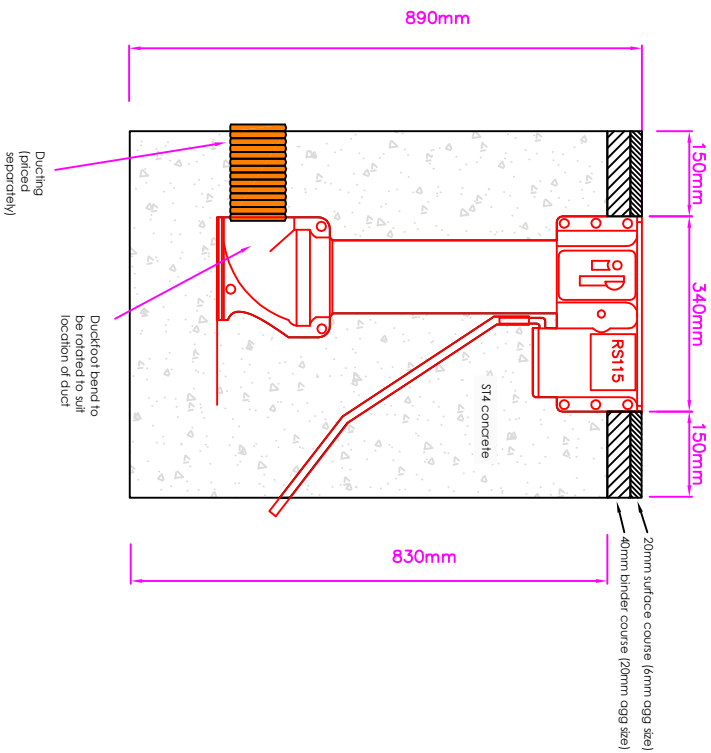 890mm
150mm
340mm
150mm
20mm surface course (6mm agg size)
40mm binder course (20mm agg size)
ip
RS115
ST4 concrete
830mm
Ducting
(priced
separately)
Duckfoot bend to
be rotated to suit
location of duct